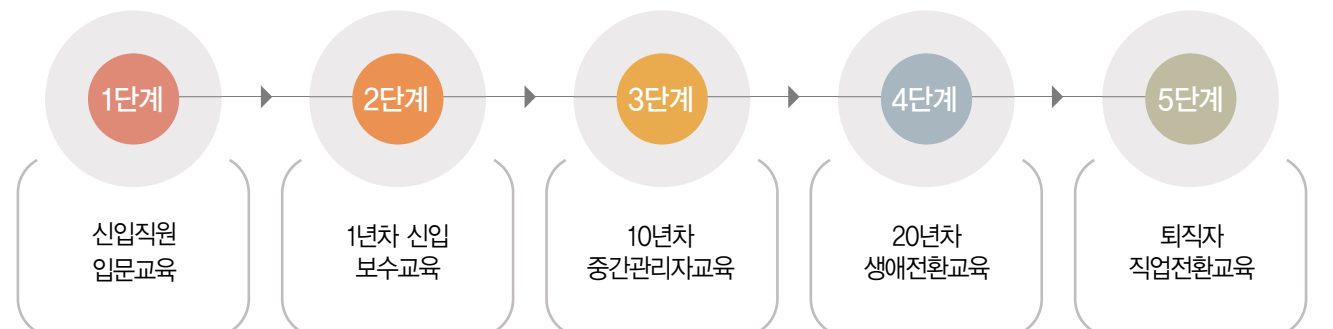 1단계
2단계
3단계
4단계
5단계
신입직원
입문교육
1년차 신입
보수교육
10년차
중간관리자교육
20년차
생애전환교육
퇴직자
직업전환교육